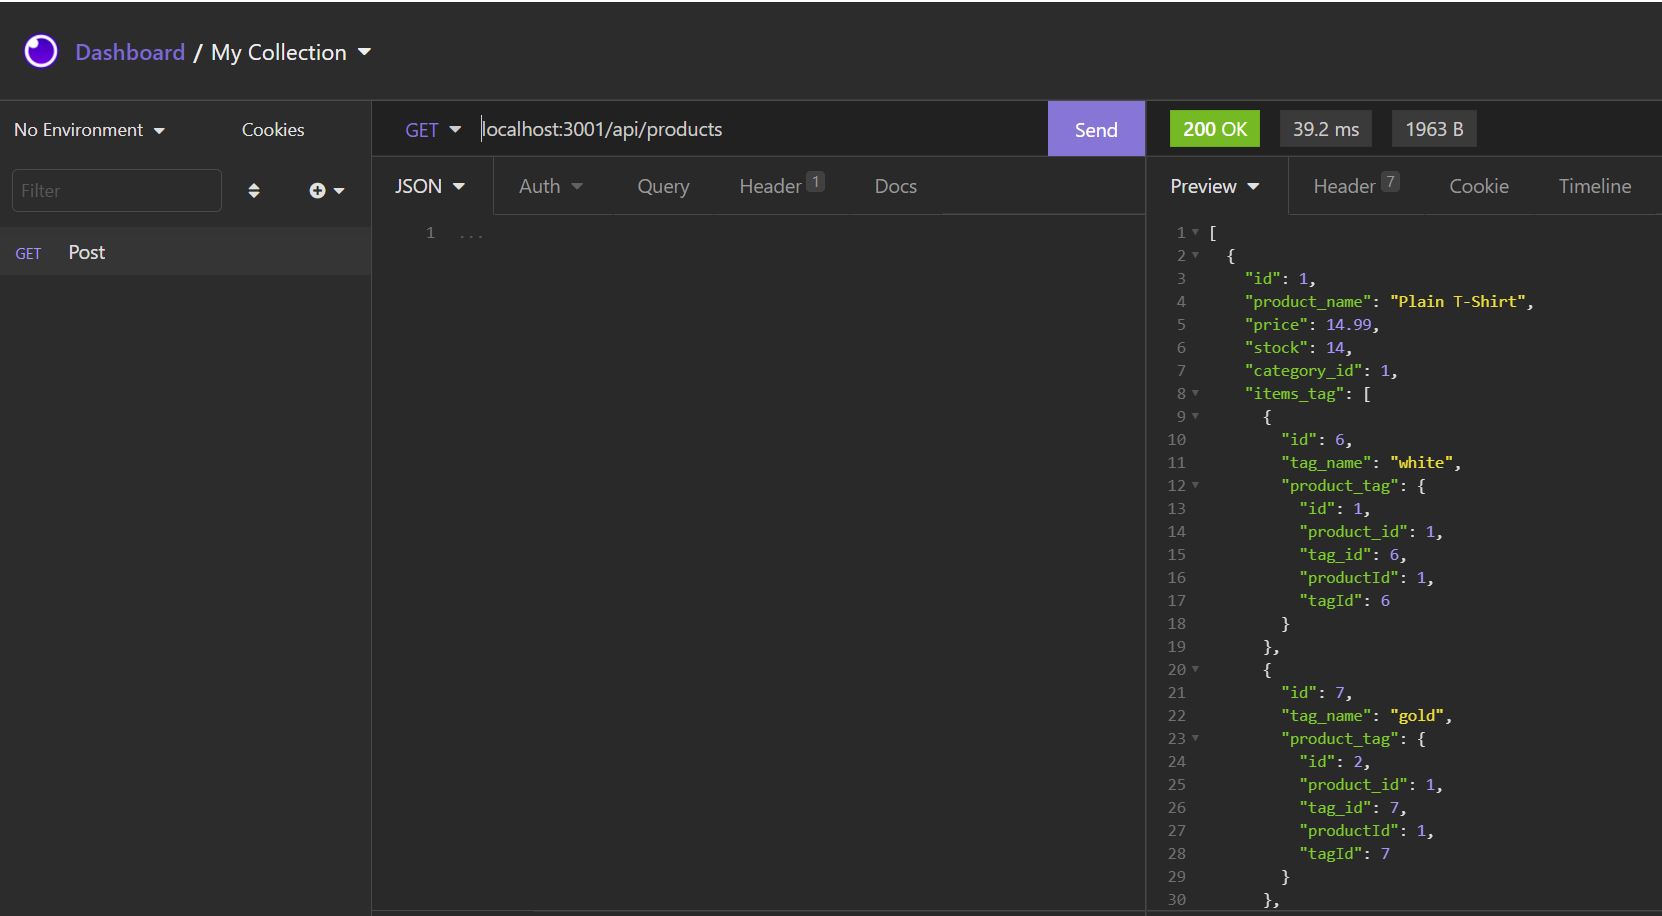 Dashboard / My Collection
No Environment Cookies
Filter
GET Post
GET localhost:3001/api/products Send
JSON Auth Query Header 1 Docs
1 ...
200 OK 39.2 ms 1963 B
Preview Header 7 Cookie Timeline
1 [
2 {
3 "id": 1,
4 "product_name": "Plain T-Shirt",
5 "price": 14.99,
6 "stock": 14,
7 "category_id": 1,
8 "items_tag": [
9 {
10 "id": 6,
11 "tag_name": "white",
12 "product_tag": {
13 "id": 1,
14 "product_id": 1,
15 "tag_id": 6,
16 "productId": 1,
17 "tagId": 6
18 }
19 },
20 {
21 "id": 7,
22 "tag_name": "gold",
23 "product_tag": {
24 "id": 2,
25 "product_id": 1,
26 "tag_id": 7,
27 "productId": 1,
28 "tagId": 7
29 }
30 },